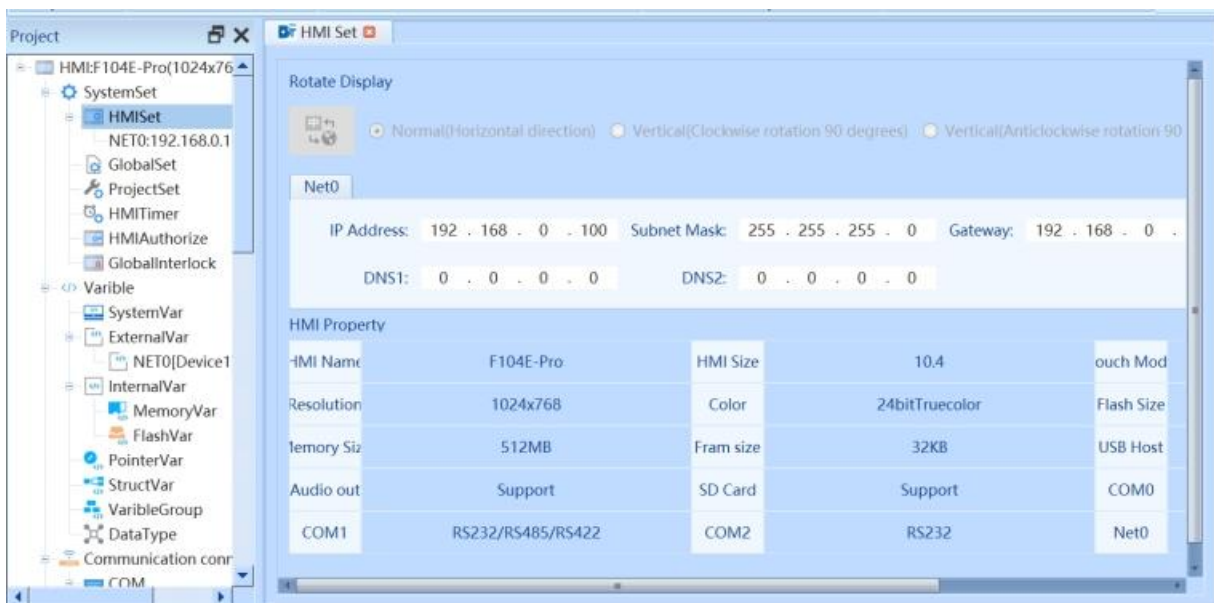 Project
HMI:F104E-Pro(1024x76
SystemSet
HMISet
NET0:192.168.0.1
GlobalSet
ProjectSet
HMITimer
HMIAuthorize
GlobalInterlock
Varible
SystemVar
ExternalVar
NET0[Device1
InternalVar
MemoryVar
FlashVar
PointerVar
StructVar
VaribleGroup
DataType
Communication conn
COM
HMI Set
Rotate Display
Normal(Horizontal direction) Vertical(Clockwise rotation 90 degrees) Vertical(Anticlockwise rotation 90
Net0
IP Address: 192 . 168 . 0 . 100 Subnet Mask: 255 . 255 . 255 . 0 Gateway: 192 . 168 . 0 .
DNS1: 0 . 0 . 0 . 0 DNS2: 0 . 0 . 0 . 0
HMI Property
HMI Name F104E-Pro HMI Size 10.4 ouch Mod
Resolution 1024x768 Color 24bitTruecolor Flash Size
Memory Siz 512MB Fram size 32KB USB Host
Audio out Support SD Card Support COM0
COM1 RS232/RS485/RS422 COM2 RS232 Net0